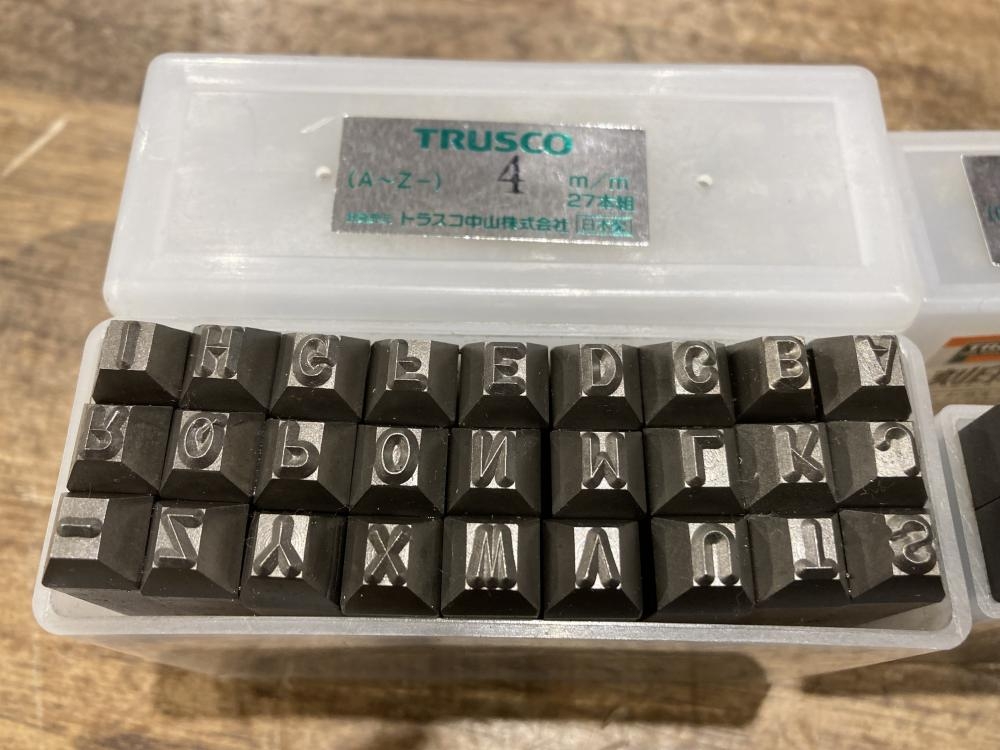 TRUSCO
(A~Z-) 4 m/m
27本組
トラスコ中山株式会社 日本製
I H G F E D C B A
R Q P O N M L K J
- Z Y X W V U T S